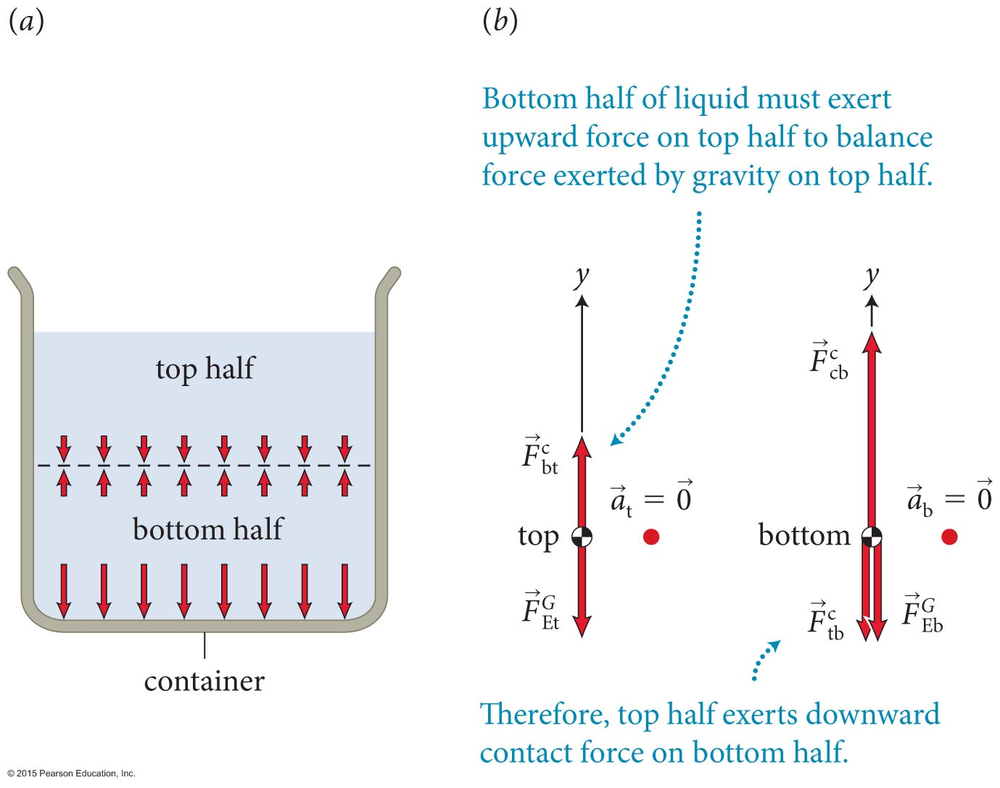 (a)
(b)
Bottom half of liquid must exert
upward force on top half to balance
force exerted by gravity on top half.
top half
bottom half
container
y
F⃗ᶜbt
a⃗t = 0⃗
top
F⃗ᴳEt
y
F⃗ᶜcb
a⃗b = 0⃗
bottom
F⃗ᶜtb
F⃗ᴳEb
Therefore, top half exerts downward
contact force on bottom half.
© 2015 Pearson Education, Inc.